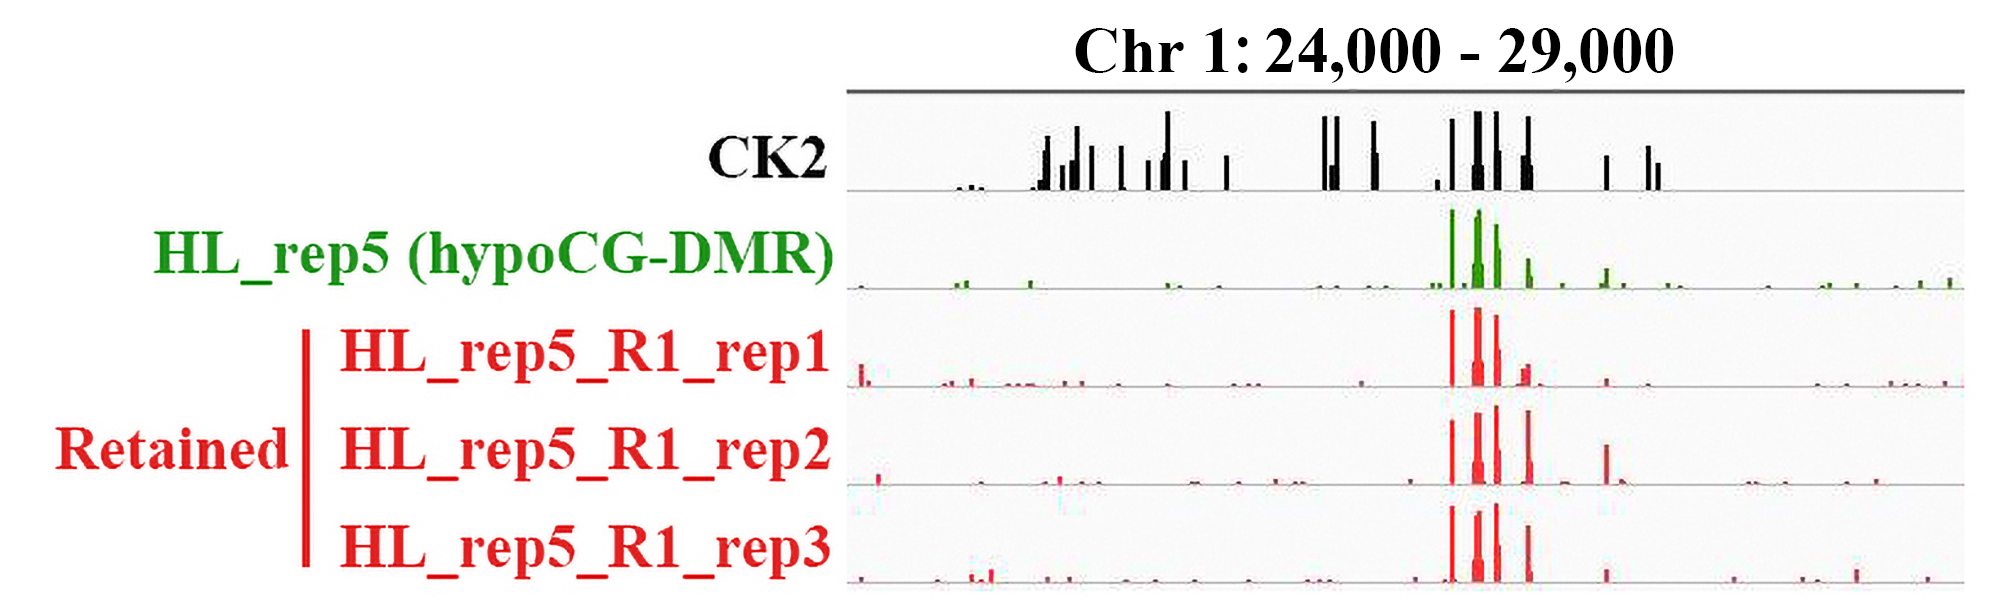 Chr 1: 24,000 - 29,000
CK2
HL_rep5 (hypoCG-DMR)
HL_rep5_R1_rep1
Retained
HL_rep5_R1_rep2
HL_rep5_R1_rep3